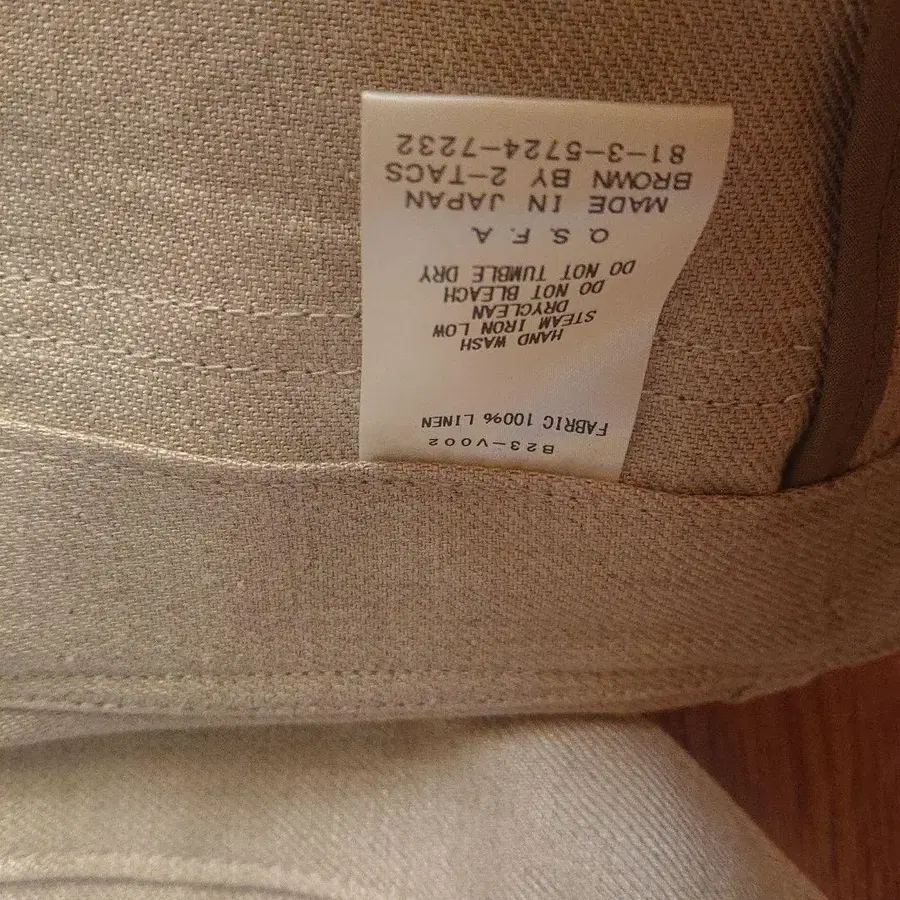 B23-V002
FABRIC 100% LINEN
HAND WASH
STEAM IRON LOW
DRYCLEAN
DO NOT BLEACH
DO NOT TUMBLE DRY
O. S. F. A
MADE IN JAPAN
BROWN BY 2-TACS
81-3-5724-7232